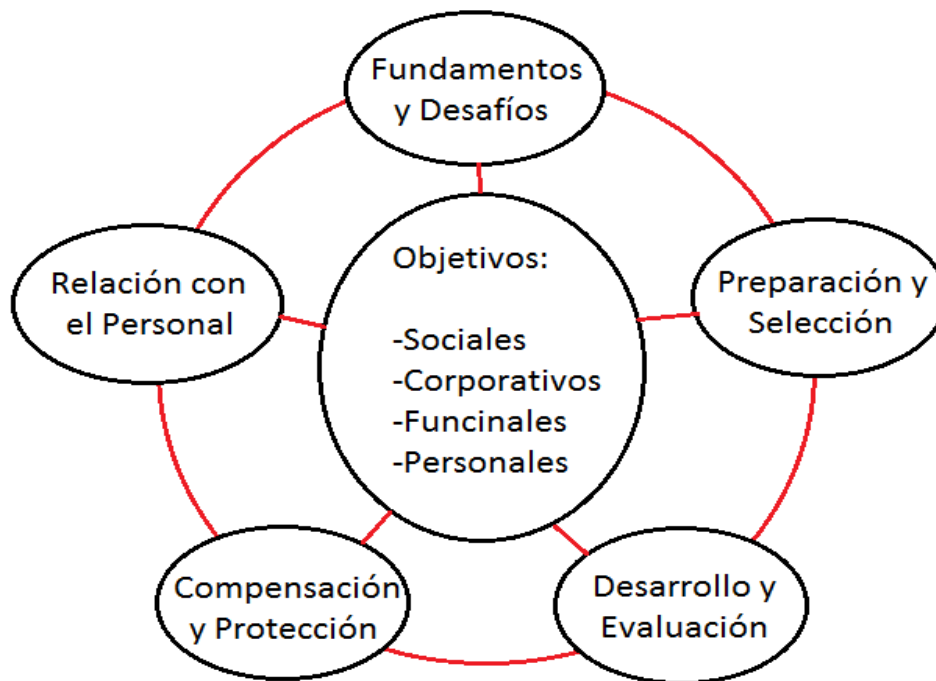 Fundamentos
y Desafíos
Relación con
el Personal
Objetivos:
-Sociales
-Corporativos
-Funcinales
-Personales
Preparación y
Selección
Compensación
y Protección
Desarrollo y
Evaluación